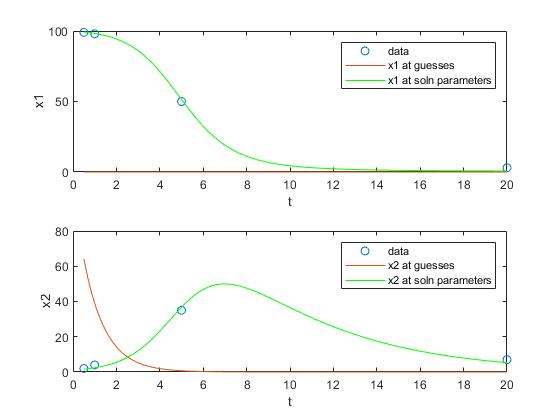 100
50
0
x1
0 2 4 6 8 10 12 14 16 18 20
t
data
x1 at guesses
x1 at soln parameters
80
60
40
20
0
x2
0 2 4 6 8 10 12 14 16 18 20
t
data
x2 at guesses
x2 at soln parameters